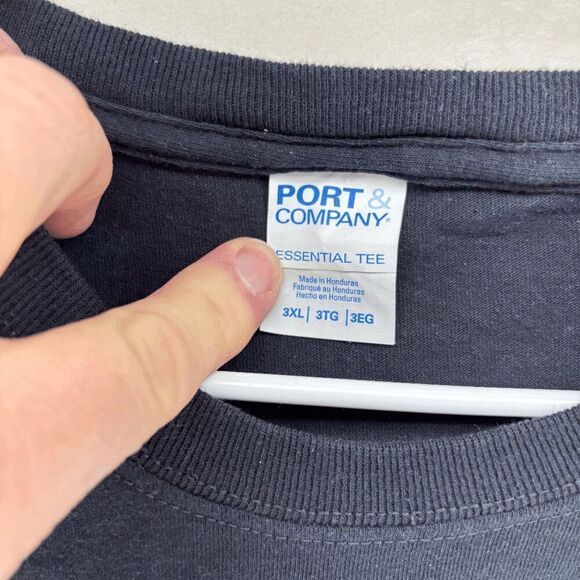 PORT &
COMPANY®
ESSENTIAL TEE
Made in Honduras
Fabriqué au Honduras
Hecho en Honduras
3XL | 3TG | 3EG